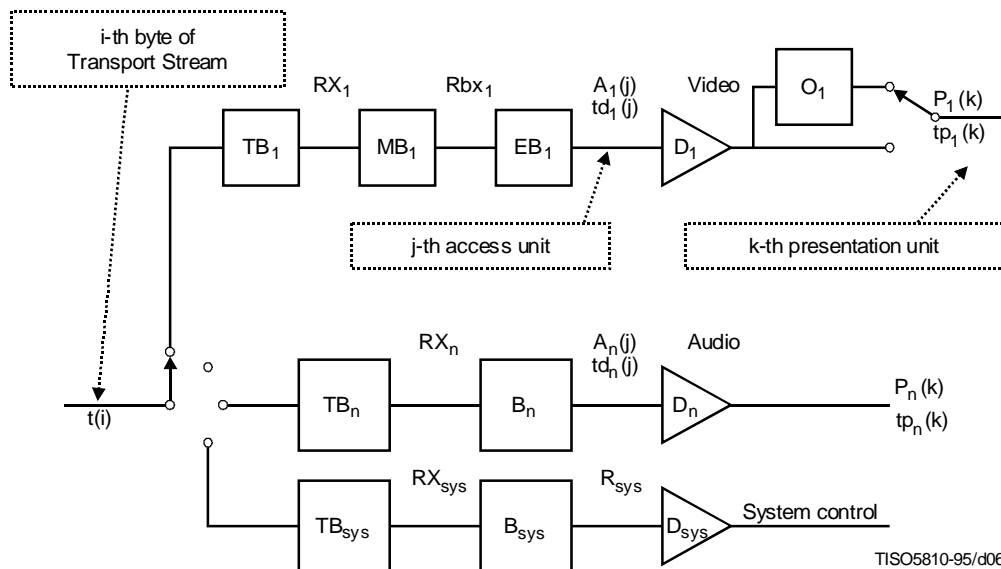 i-th byte of
Transport Stream
RX1
Rbx1
A1(j)
td1(j)
Video
O1
P1(k)
tp1(k)
TB1
MB1
EB1
D1
j-th access unit
k-th presentation unit
t(i)
RXn
An(j)
tdn(j)
Audio
TBn
Bn
Dn
Pn(k)
tpn(k)
RXsys
Rsys
TBsys
Bsys
Dsys
System control
TISO5810-95/d06